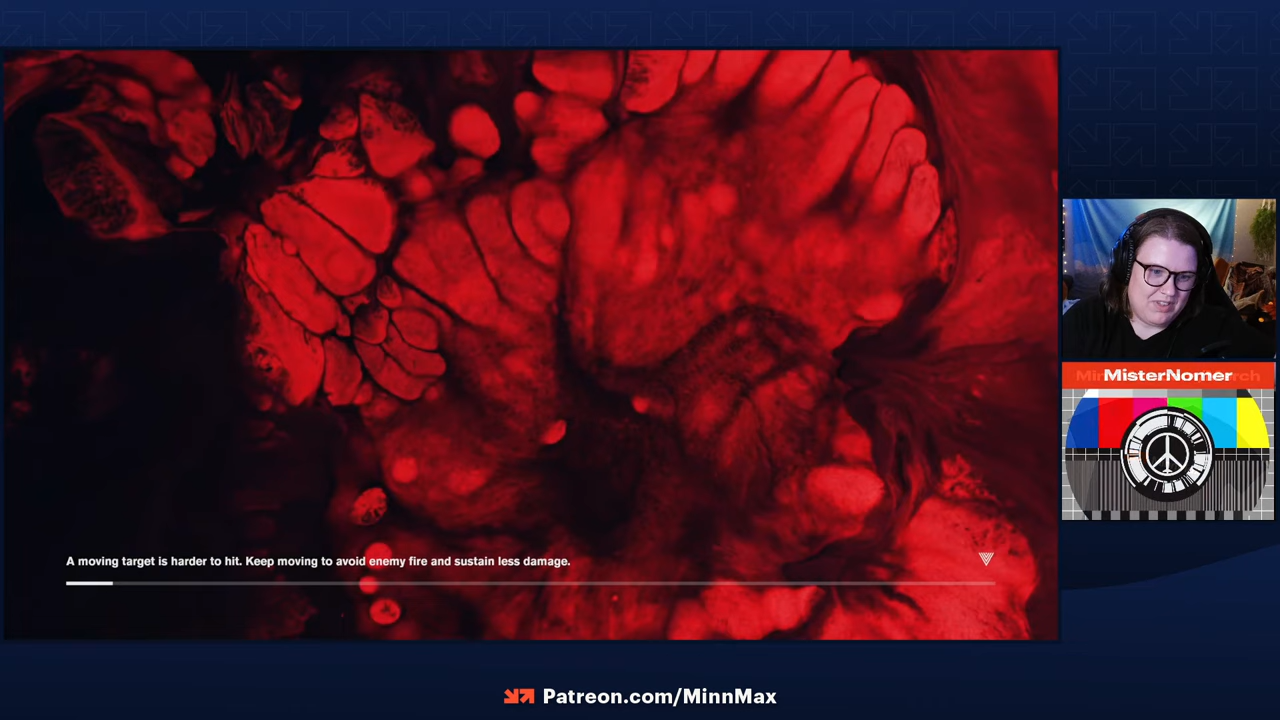 MisterNomer
A moving target is harder to hit. Keep moving to avoid enemy fire and sustain less damage.
Patreon.com/MinnMax